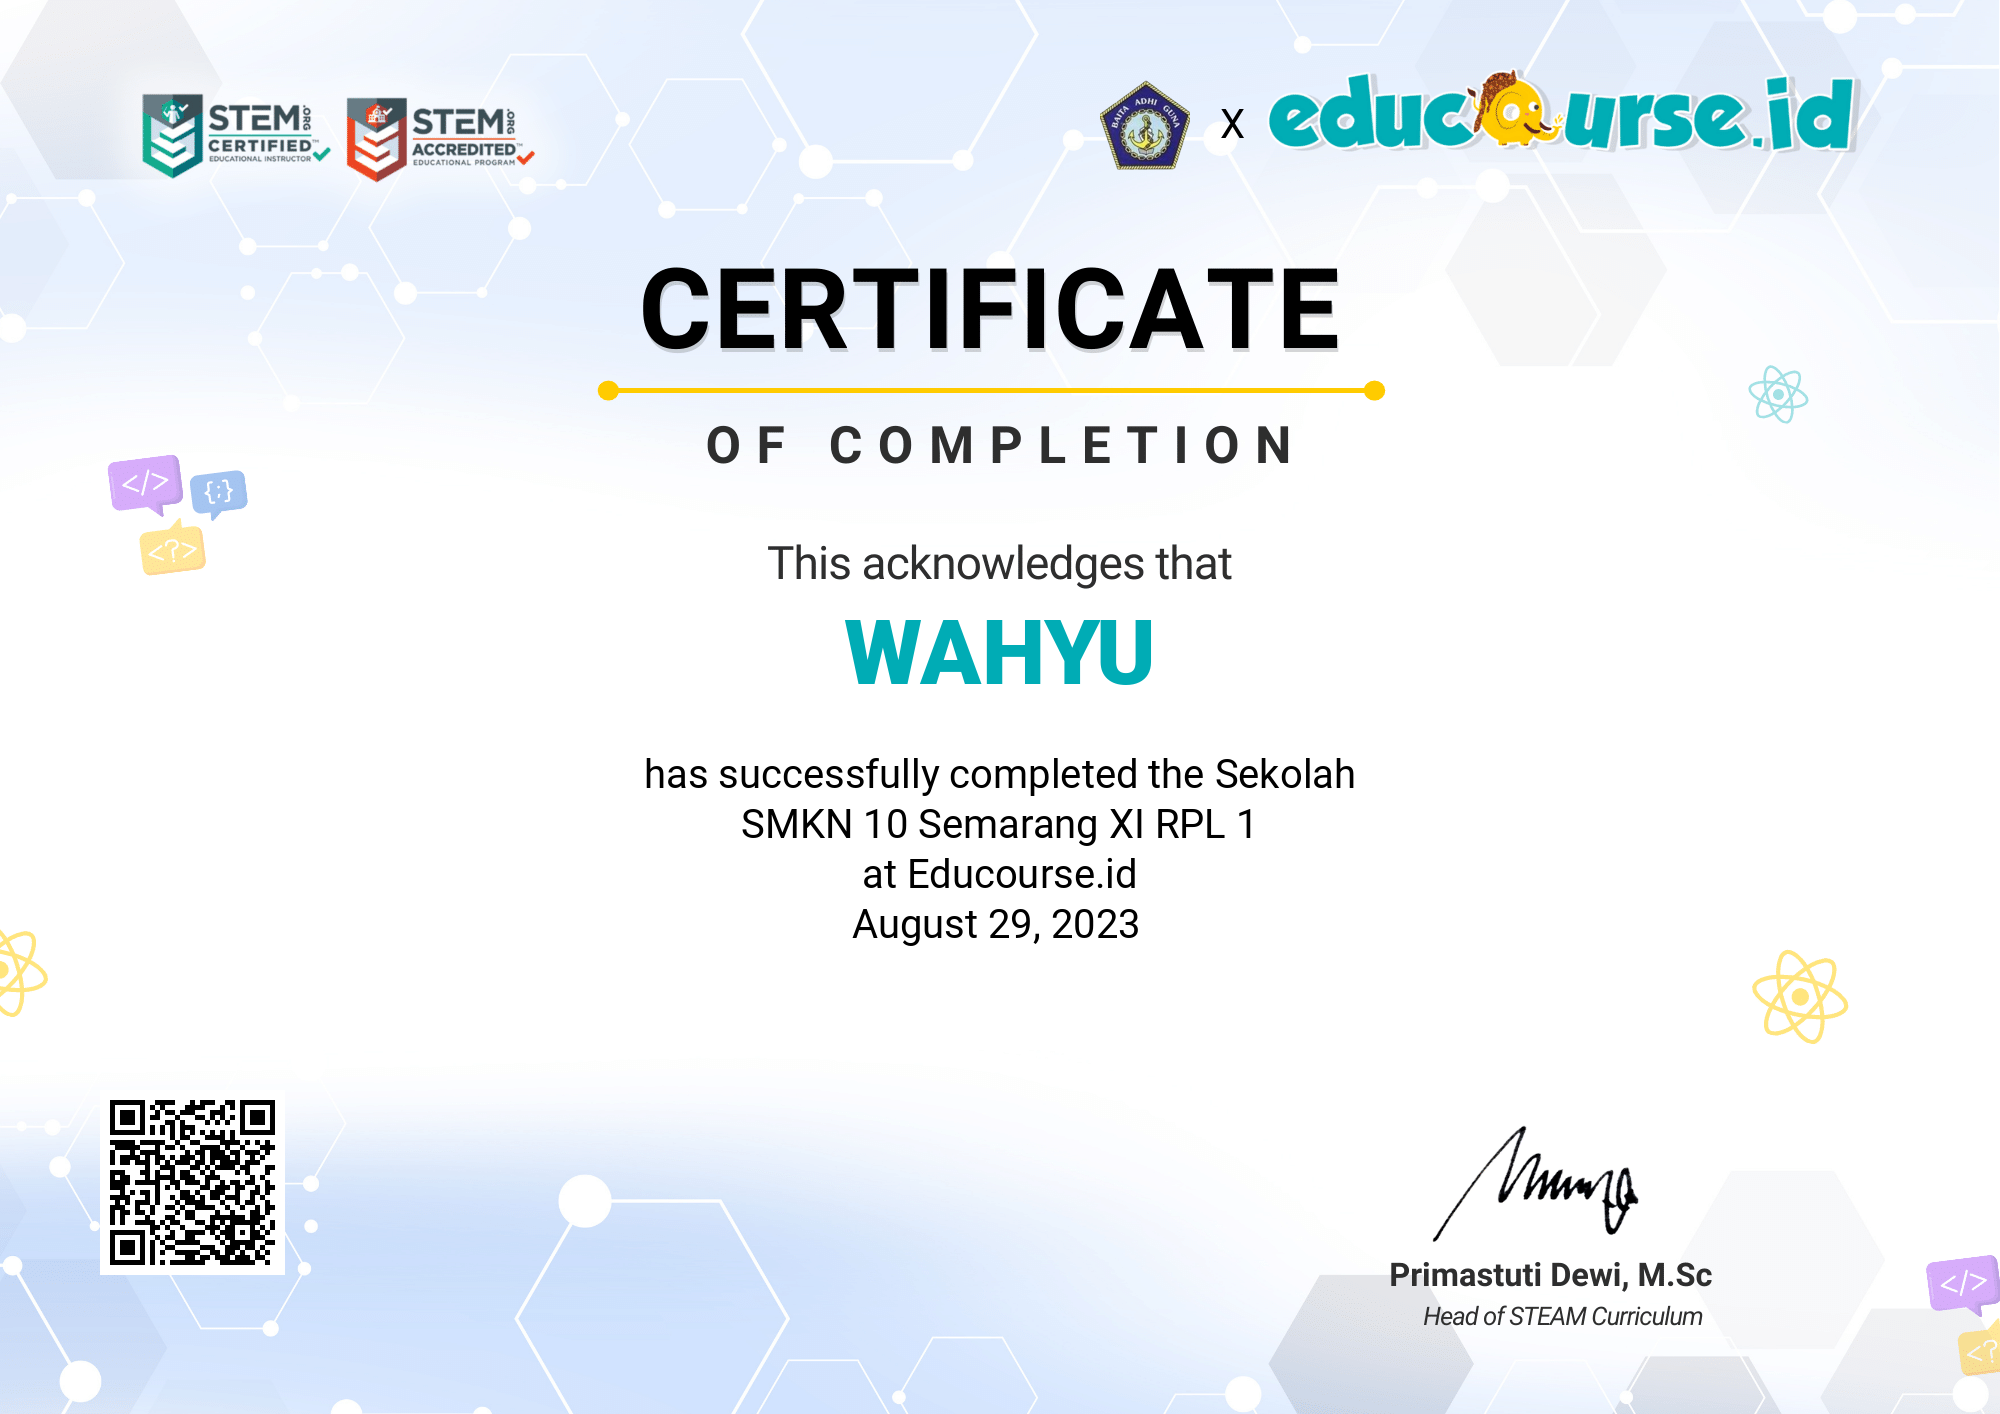 STEM.ORG
CERTIFIED™
EDUCATIONAL INSTRUCTOR
STEM.ORG
ACCREDITED™
EDUCATIONAL PROGRAM
BAITA ADHI GUNA
X
educourse.id
CERTIFICATE
OF COMPLETION
</>
{;}
<?>
This acknowledges that
WAHYU
has successfully completed the Sekolah
SMKN 10 Semarang XI RPL 1
at Educourse.id
August 29, 2023
Primastuti Dewi, M.Sc
Head of STEAM Curriculum
</>
<?